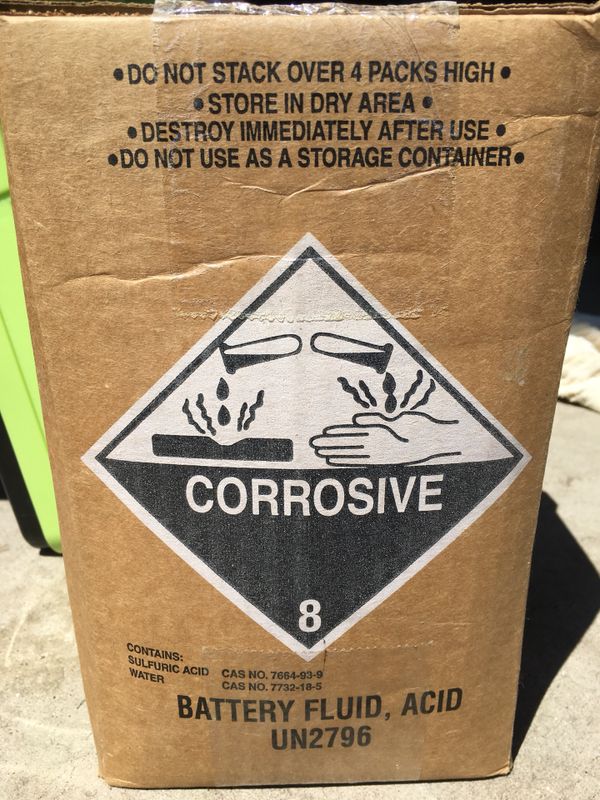 •DO NOT STACK OVER 4 PACKS HIGH•
•STORE IN DRY AREA•
•DESTROY IMMEDIATELY AFTER USE•
•DO NOT USE AS A STORAGE CONTAINER•
CORROSIVE
8
CONTAINS:
SULFURIC ACID CAS NO. 7664-93-9
WATER CAS NO. 7732-18-5
BATTERY FLUID, ACID
UN2796